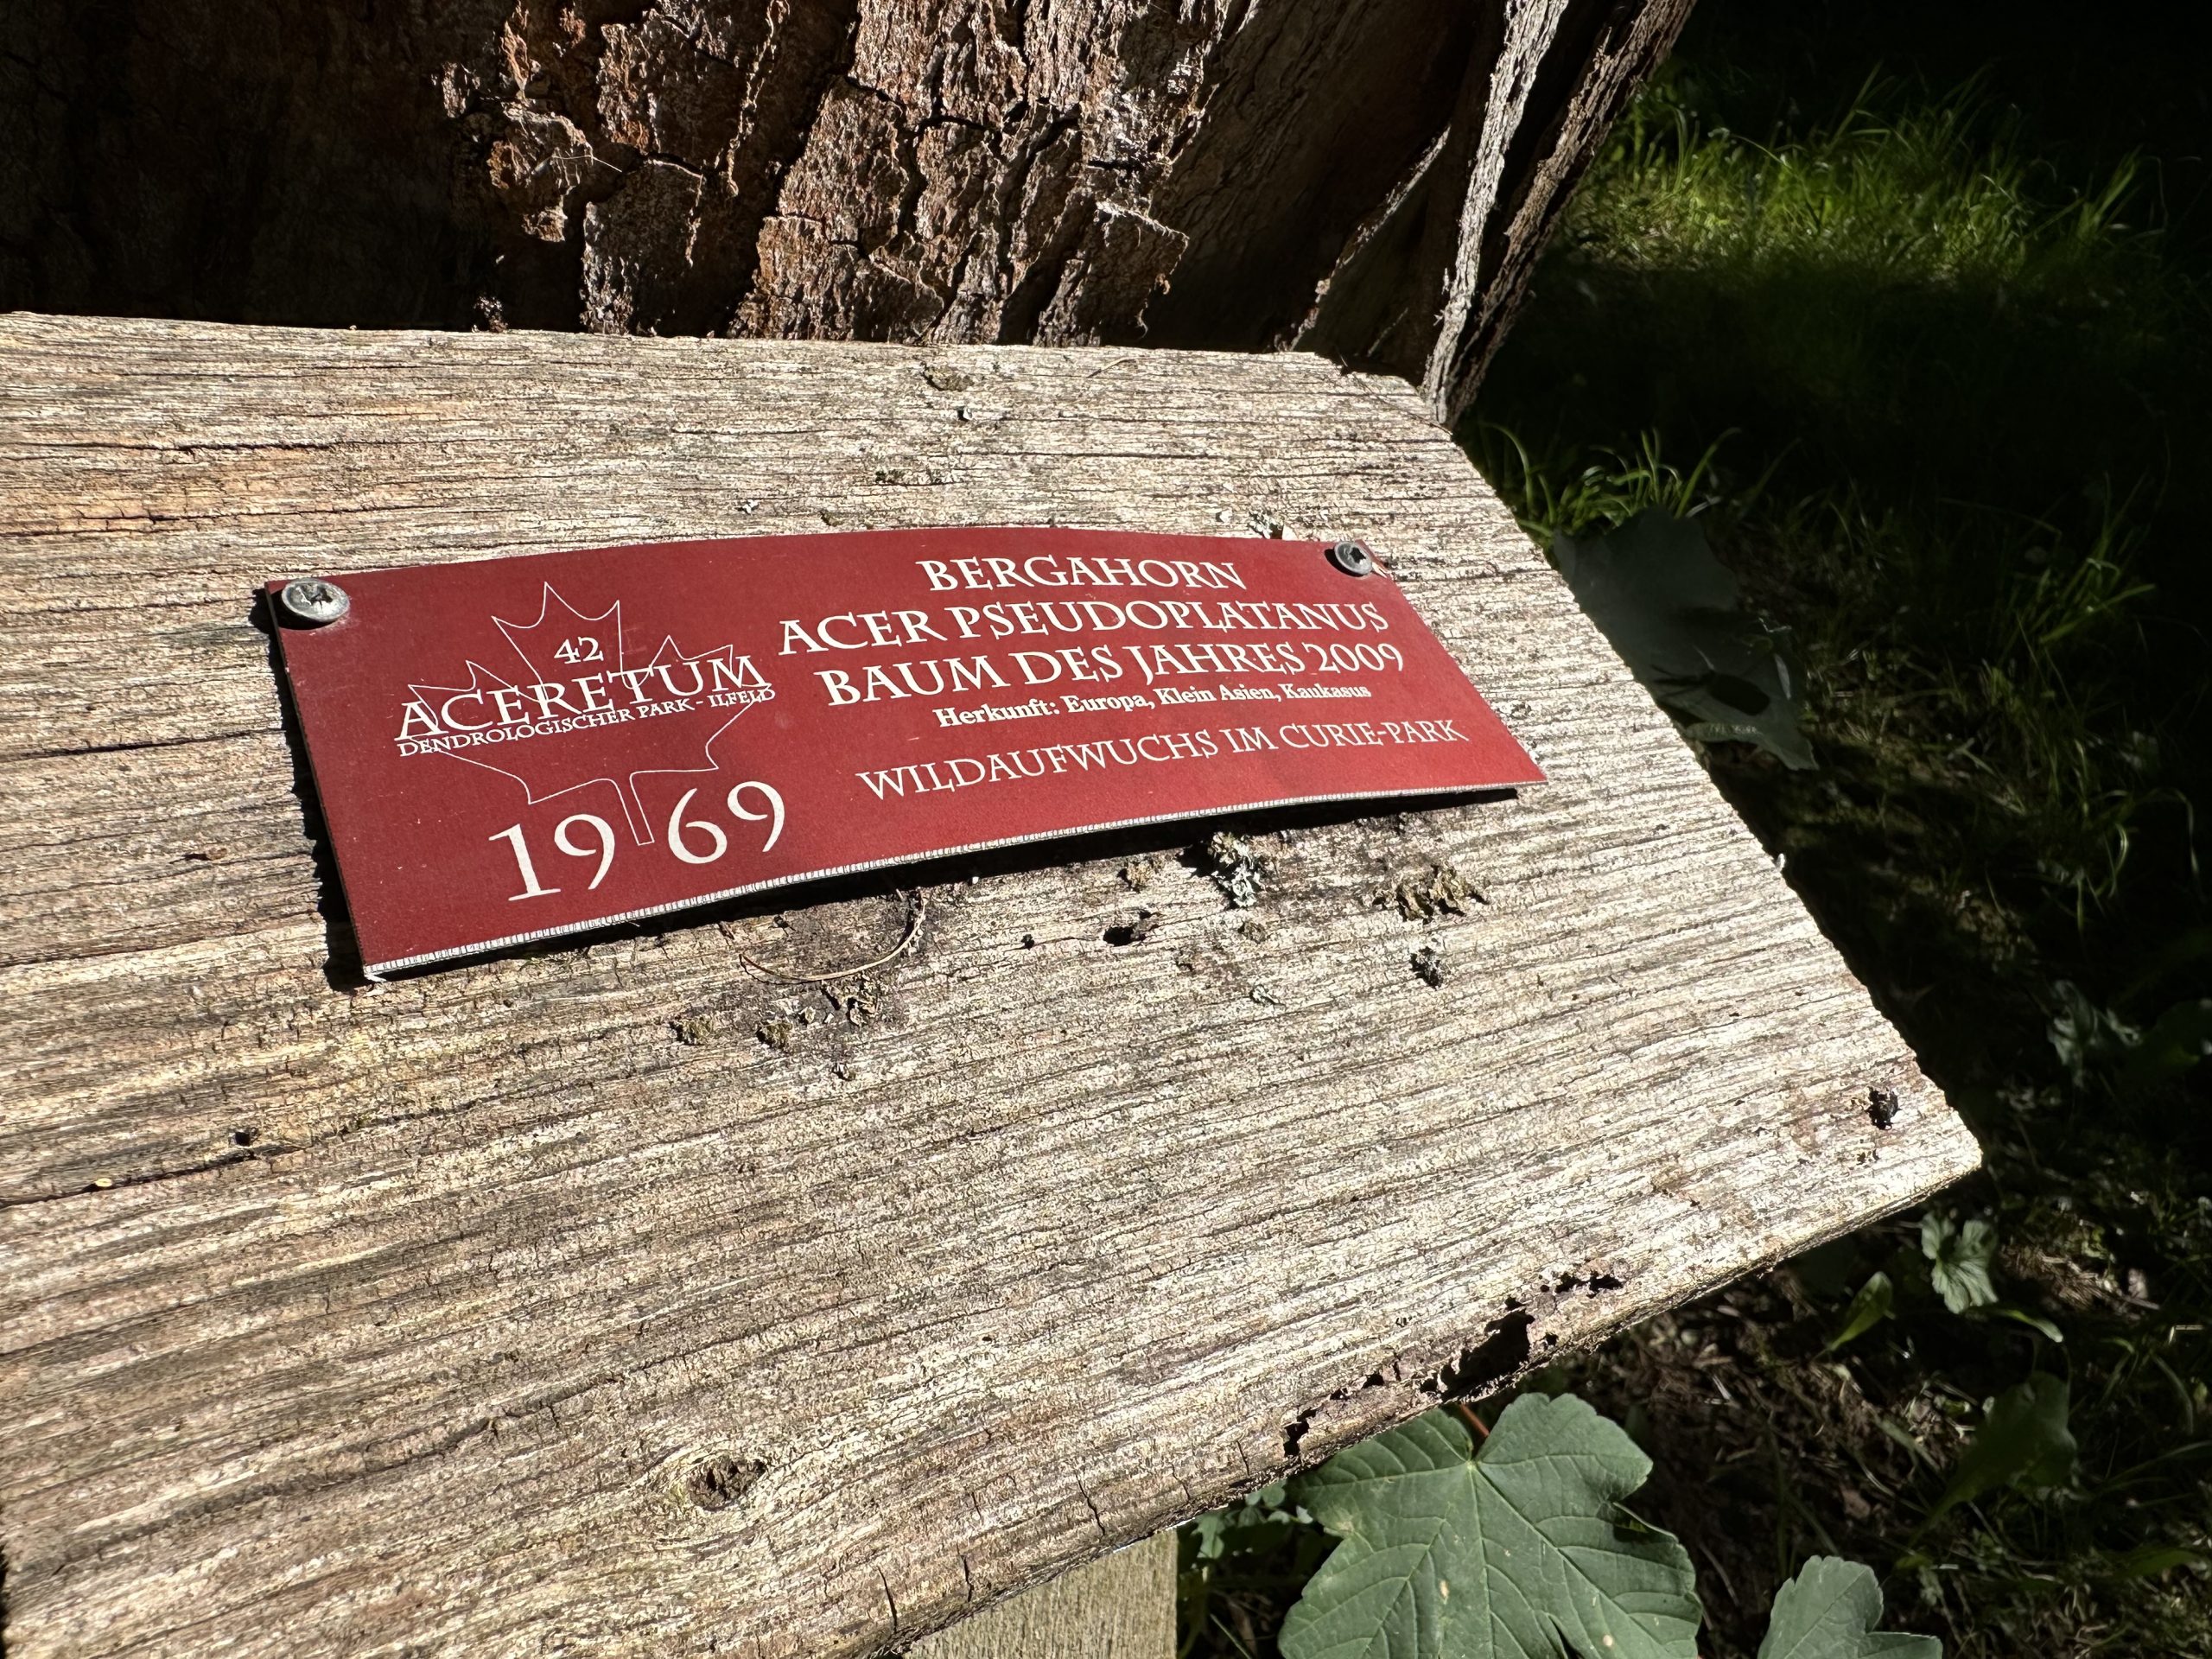 42
ACERETUM
DENDROLOGISCHER PARK - ILFELD
1969
BERGAHORN
ACER PSEUDOPLATANUS
BAUM DES JAHRES 2009
Herkunft: Europa, Klein Asien, Kaukasus
WILDAUFWUCHS IM CURIE-PARK